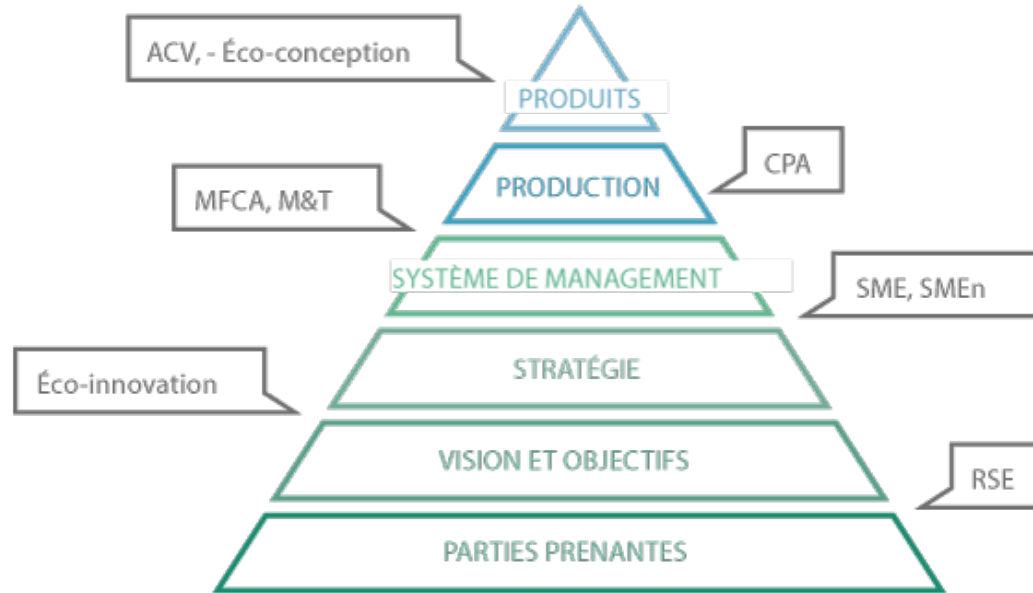 ACV, - Éco-conception
PRODUITS
CPA
PRODUCTION
MFCA, M&T
SYSTÈME DE MANAGEMENT
SME, SMEn
STRATÉGIE
Éco-innovation
VISION ET OBJECTIFS
RSE
PARTIES PRENANTES